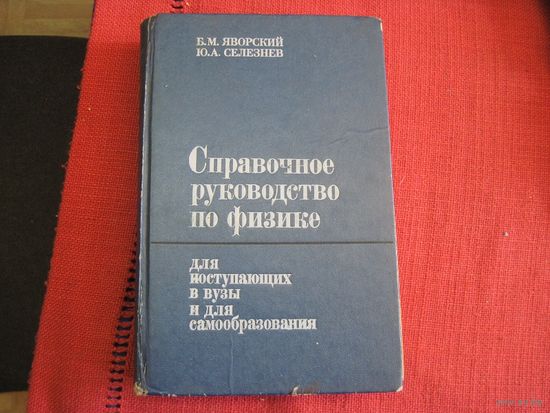 Б.М. ЯВОРСКИЙ
Ю.А. СЕЛЕЗНЕВ
Справочное
руководство
по физике
для
поступающих
в вузы
и для
самообразования